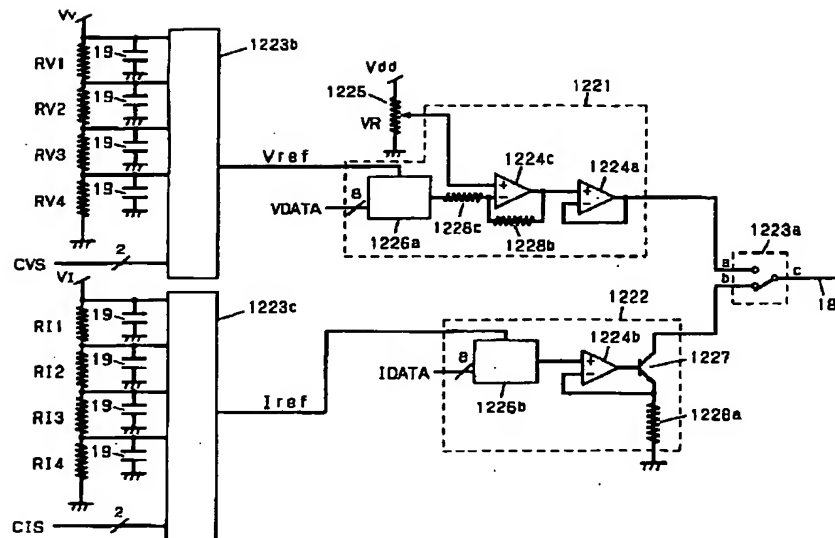 Vv
19
1223b
RV1
RV2
19
RV3
19
RV4
19
Vdd
1225
VR
1221
1224c
1224a
Vref
8
VDATA
1226a
1228c
1228b
1223a
a
b
c
18
CVS
2
VI
1223c
RI1
19
RI2
19
RI3
19
RI4
19
Iref
1222
1224b
1227
8
IDATA
1226b
1228a
CIS
2